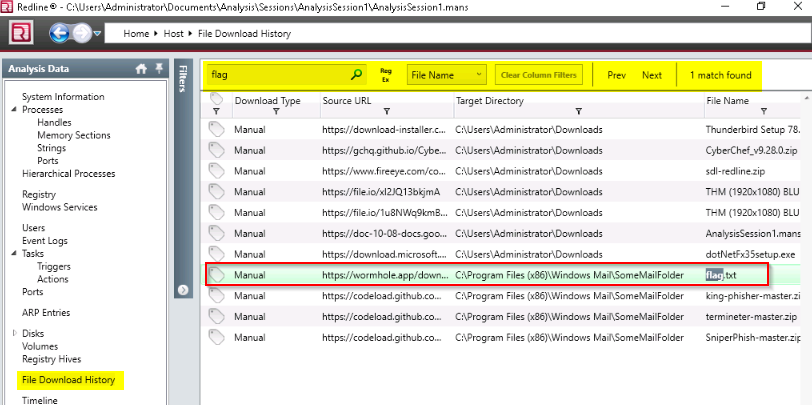 Redline® - C:\Users\Administrator\Documents\Analysis\Sessions\AnalysisSession1\AnalysisSession1.mans
Home ▸ Host ▸ File Download History
Analysis Data
System Information
Processes
Handles
Memory Sections
Strings
Ports
Hierarchical Processes
Registry
Windows Services
Users
Event Logs
Tasks
Triggers
Actions
Ports
ARP Entries
Disks
Volumes
Registry Hives
File Download History
Timeline
Filters
flag Reg Ex File Name Clear Column Filters Prev Next 1 match found
Download Type Source URL Target Directory File Name
Manual https://download-installer.c... C:\Users\Administrator\Downloads Thunderbird Setup 78.
Manual https://gchq.github.io/Cybe... C:\Users\Administrator\Downloads CyberChef_v9.28.0.zip
Manual https://www.fireeye.com/co... C:\Users\Administrator\Downloads sdl-redline.zip
Manual https://file.io/xI2JQ13bkjmA C:\Users\Administrator\Downloads THM (1920x1080) BLU
Manual https://file.io/1u8NWq9kmB... C:\Users\Administrator\Downloads THM (1920x1080) BLU
Manual https://doc-10-08-docs.goo... C:\Users\Administrator\Downloads AnalysisSession1.mans
Manual https://download.microsoft... C:\Users\Administrator\Downloads dotNetFx35setup.exe
Manual https://wormhole.app/down... C:\Program Files (x86)\Windows Mail\SomeMailFolder flag.txt
Manual https://codeload.github.co... C:\Program Files (x86)\Windows Mail\SomeMailFolder king-phisher-master.zi
Manual https://codeload.github.co... C:\Program Files (x86)\Windows Mail\SomeMailFolder termineter-master.zip
Manual https://codeload.github.co... C:\Program Files (x86)\Windows Mail\SomeMailFolder SniperPhish-master.zip